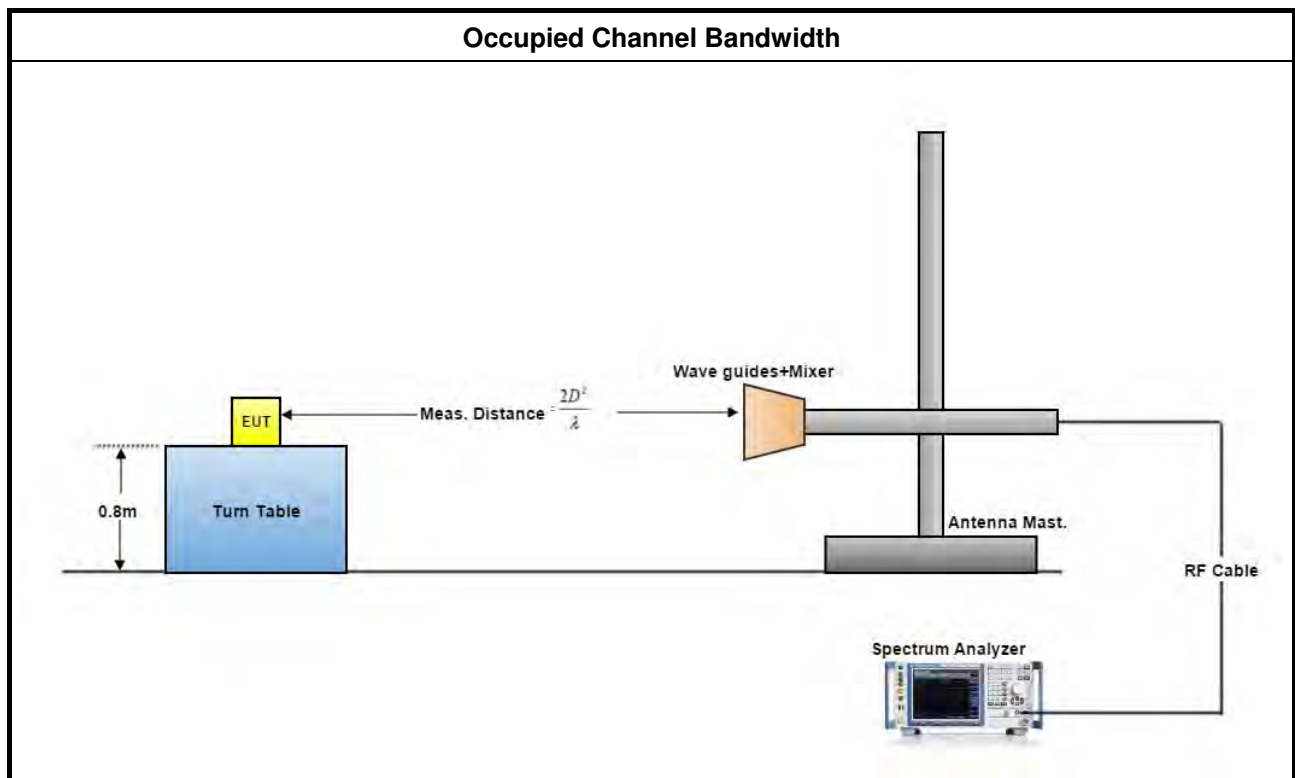 Occupied Channel Bandwidth
Wave guides+Mixer
EUT
Meas. Distance = 2D²/λ
0.8m
Turn Table
Antenna Mast.
RF Cable
Spectrum Analyzer